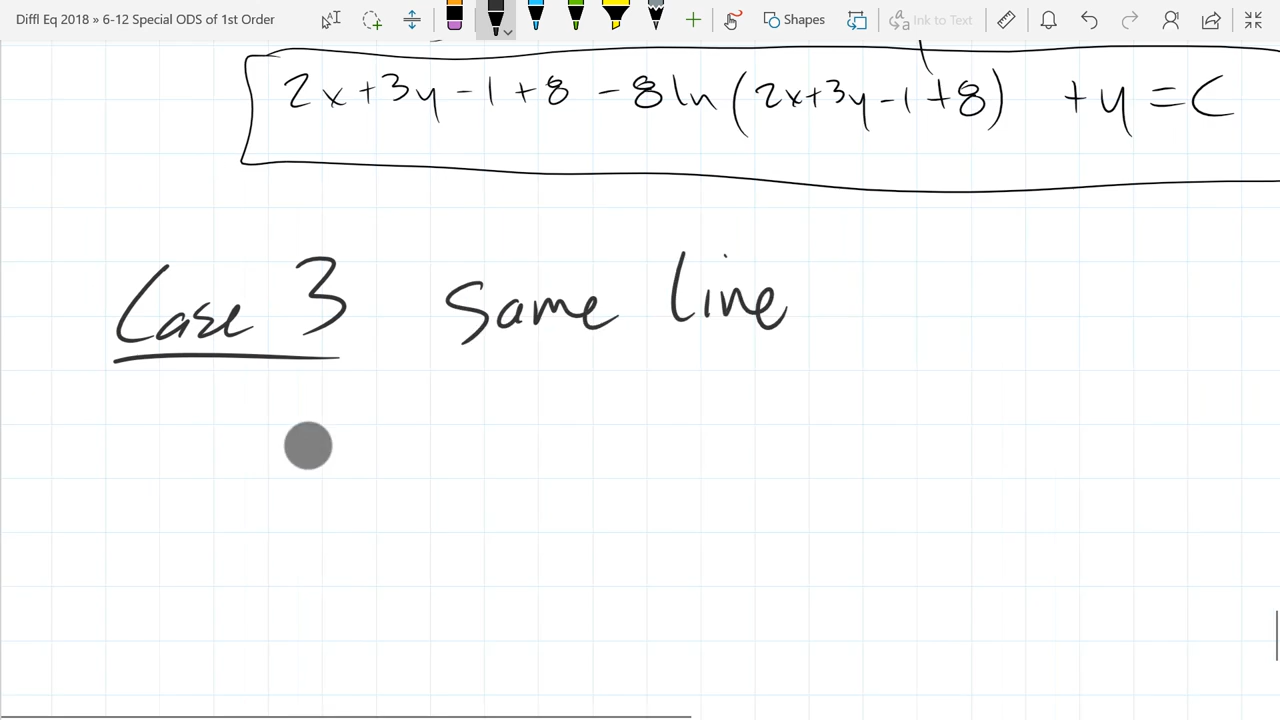 Diffl Eq 2018 » 6-12 Special ODS of 1st Order
Shapes
Ink to Text
2x+3y-1+8 -8ln(2x+3y-1+8) +y=C
Case 3 Same line